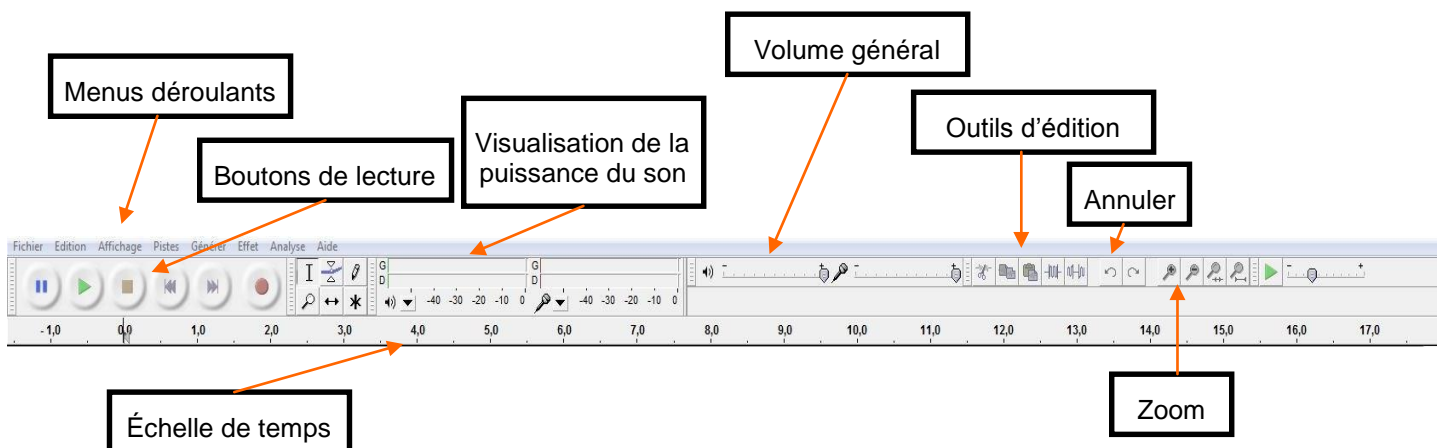 Volume général
Menus déroulants
Outils d'édition
Visualisation de la
puissance du son
Boutons de lecture
Annuler
Fichier Edition Affichage Pistes Générer Effet Analyse Aide
G G
D D
- + - + - +
-40 -30 -20 -10 0 -40 -30 -20 -10 0
- 1,0 0,0 1,0 2,0 3,0 4,0 5,0 6,0 7,0 8,0 9,0 10,0 11,0 12,0 13,0 14,0 15,0 16,0 17,0
Échelle de temps
Zoom